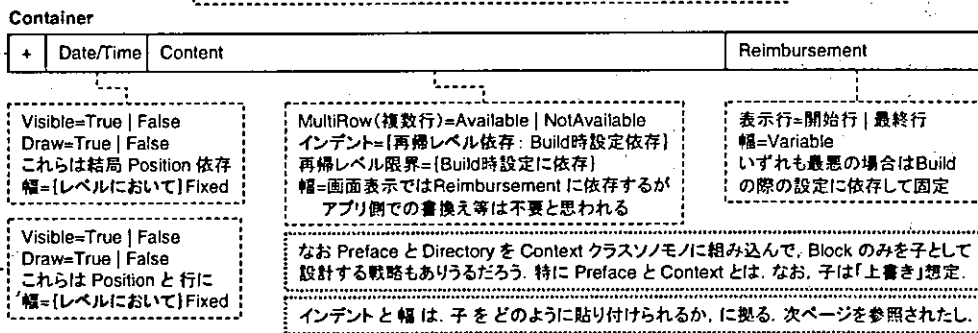 Container
+ Date/Time Content Reimbursement
Visible=True | False
Draw=True | False
これらは結局 Position 依存
幅={レベルにおいて}Fixed
MultiRow(複数行)=Available | NotAvailable
インデント={再帰レベル依存: Build時設定依存}
再帰レベル限界={Build時設定に依存}
幅=画面表示ではReimbursement に依存するが
アプリ側での書換え等は不要と思われる
表示行=開始行 | 最終行
幅=Variable
いずれも最悪の場合はBuild
の際の設定に依存して固定
Visible=True | False
Draw=True | False
これらは Position と 行に
幅={レベルにおいて}Fixed
なお Preface と Directory を Context クラスソノモノに組み込んで, Block のみを子として
設計する戦略もありうるだろう. 特に Preface と Context とは. なお, 子は「上書き」想定.
インデント と 幅 は, 子 を どのように貼り付けられるか, に拠る. 次ページを参照されたし.